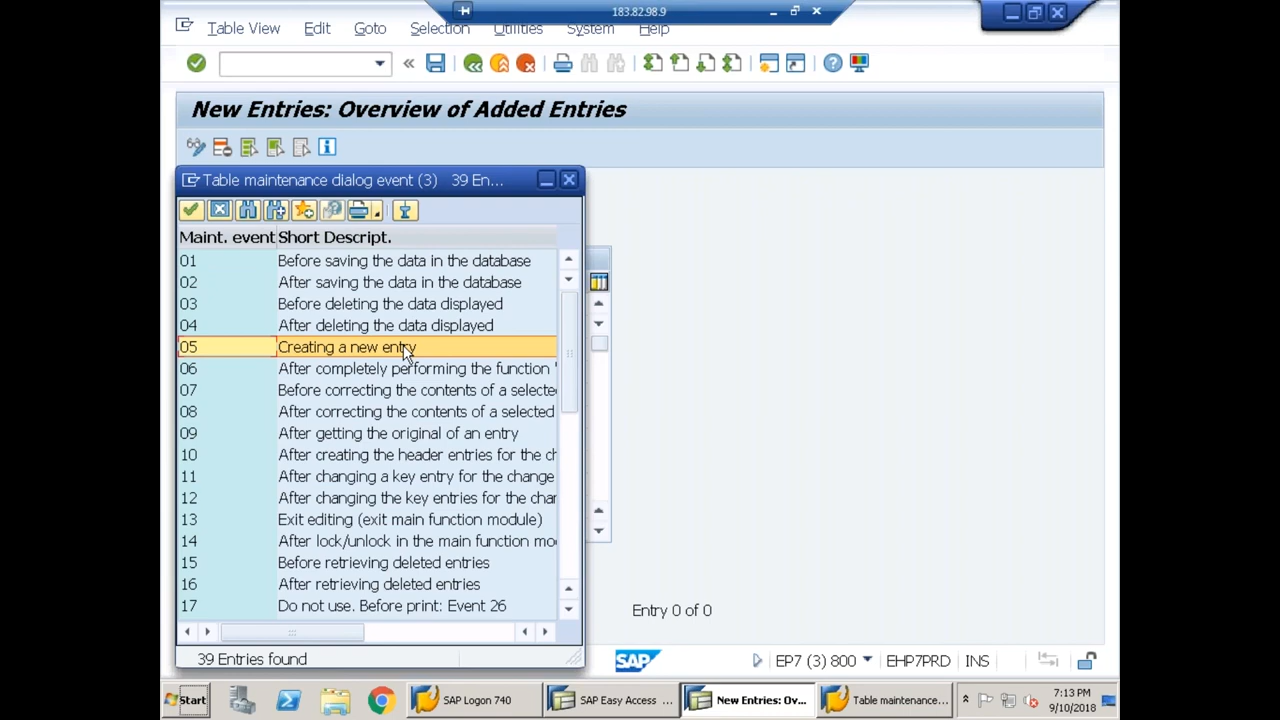 183.82.98.9
Table View Edit Goto Selection Utilities System Help
New Entries: Overview of Added Entries
Table maintenance dialog event (3) 39 En...
Maint. event Short Descript.
01 Before saving the data in the database
02 After saving the data in the database
03 Before deleting the data displayed
04 After deleting the data displayed
05 Creating a new entry
06 After completely performing the function '
07 Before correcting the contents of a selecte
08 After correcting the contents of a selected
09 After getting the original of an entry
10 After creating the header entries for the ch
11 After changing a key entry for the change
12 After changing the key entries for the char
13 Exit editing (exit main function module)
14 After lock/unlock in the main function mo
15 Before retrieving deleted entries
16 After retrieving deleted entries
17 Do not use. Before print: Event 26
Entry 0 of 0
39 Entries found
SAP
EP7 (3) 800 EHP7PRD INS
Start SAP Logon 740 SAP Easy Access ... New Entries: Ov... Table maintenance... 7:13 PM
9/10/2018